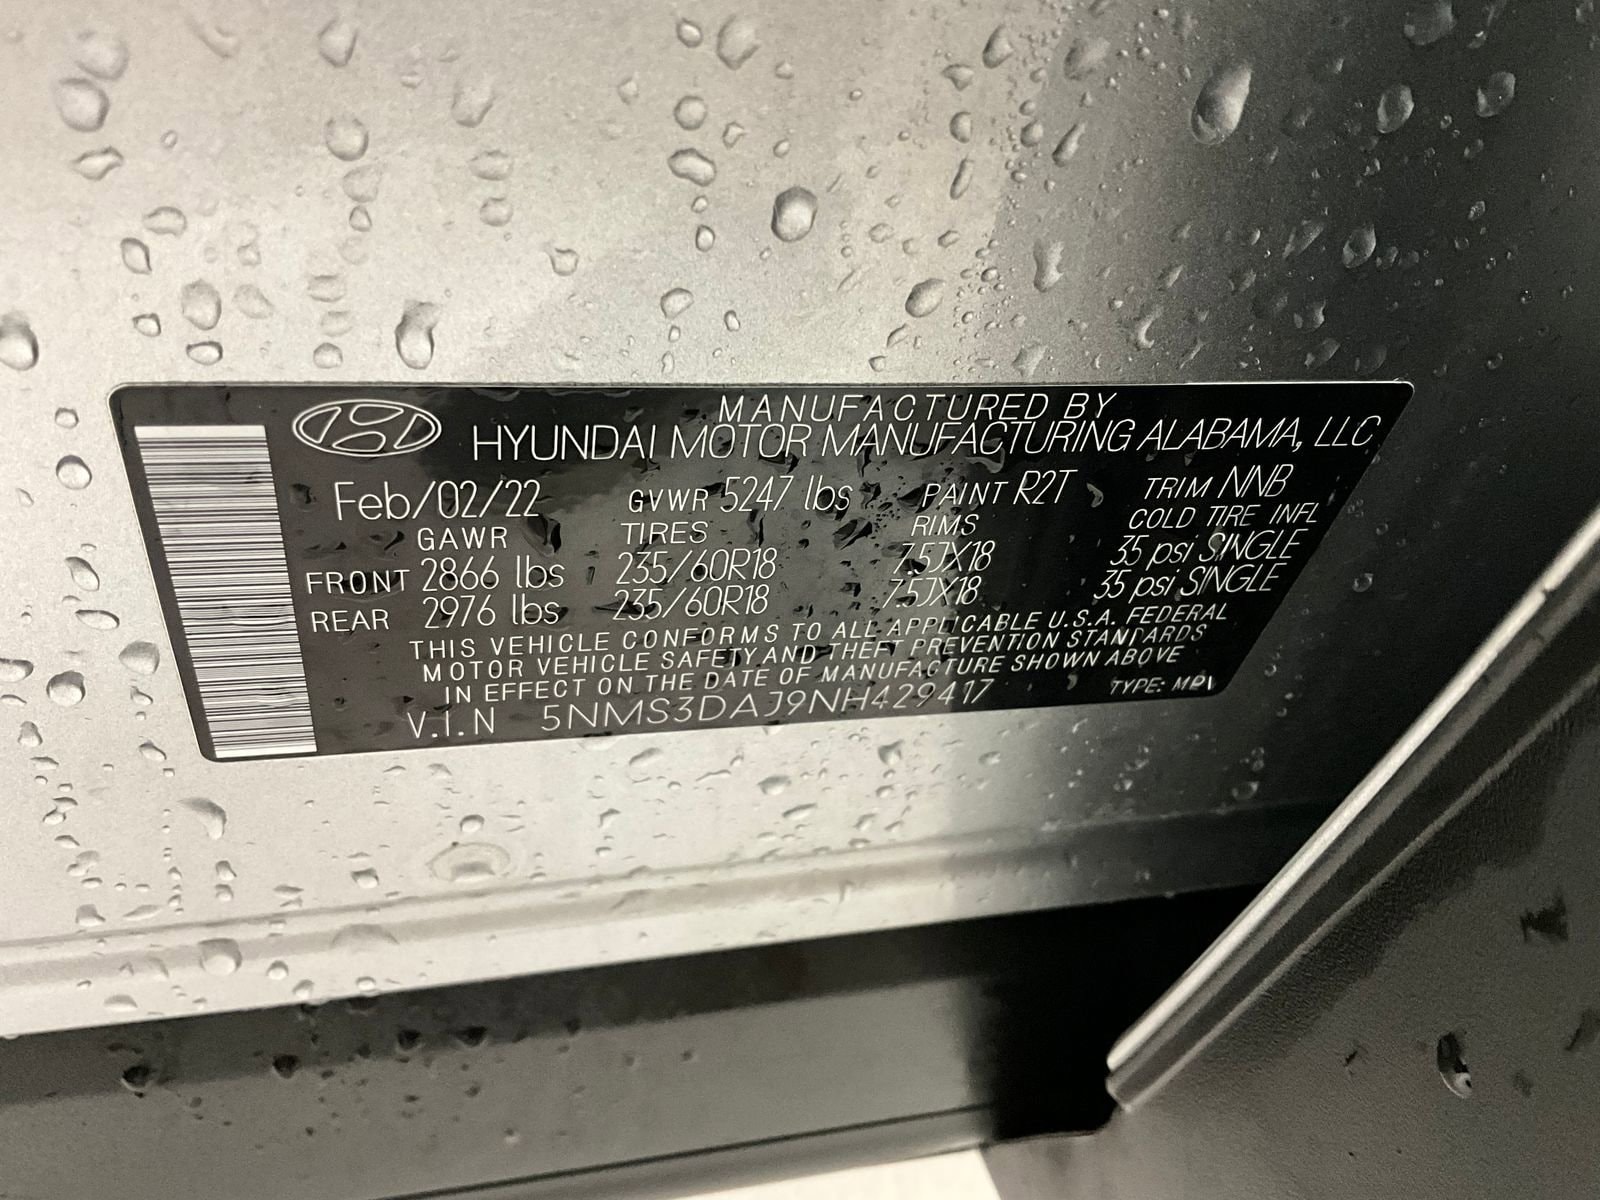 MANUFACTURED BY
HYUNDAI MOTOR MANUFACTURING ALABAMA, LLC
Feb/02/22 GVWR 5247 lbs PAINT R2T TRIM NNB
GAWR TIRES RIMS COLD TIRE INFL
FRONT 2866 lbs 235/60R18 7.5JX18 35 psi SINGLE
REAR 2976 lbs 235/60R18 7.5JX18 35 psi SINGLE
THIS VEHICLE CONFORMS TO ALL APPLICABLE U.S.A. FEDERAL
MOTOR VEHICLE SAFETY AND THEFT PREVENTION STANDARDS
IN EFFECT ON THE DATE OF MANUFACTURE SHOWN ABOVE
V.I.N 5NMS3DAJ9NH429417 TYPE: MPV